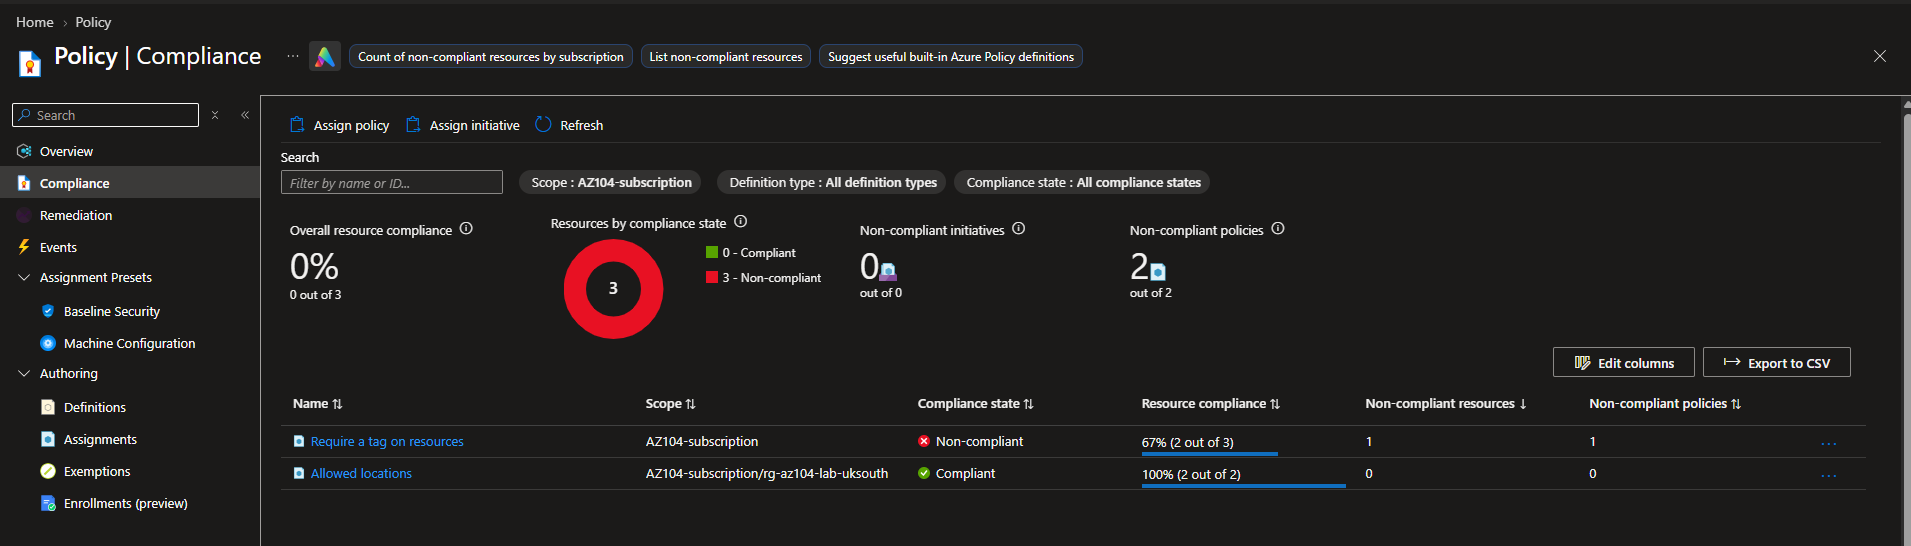 Home > Policy
Policy | Compliance
...
Count of non-compliant resources by subscription
List non-compliant resources
Suggest useful built-in Azure Policy definitions
Search
Overview
Compliance
Remediation
Events
Assignment Presets
Baseline Security
Machine Configuration
Authoring
Definitions
Assignments
Exemptions
Enrollments (preview)
Assign policy
Assign initiative
Refresh
Search
Filter by name or ID...
Scope : AZ104-subscription
Definition type : All definition types
Compliance state : All compliance states
Overall resource compliance
0%
0 out of 3
Resources by compliance state
3
0 - Compliant
3 - Non-compliant
Non-compliant initiatives
0
out of 0
Non-compliant policies
2
out of 2
Edit columns
Export to CSV
Name Scope Compliance state Resource compliance Non-compliant resources Non-compliant policies
Require a tag on resources AZ104-subscription Non-compliant 67% (2 out of 3) 1 1 ...
Allowed locations AZ104-subscription/rg-az104-lab-uksouth Compliant 100% (2 out of 2) 0 0 ...